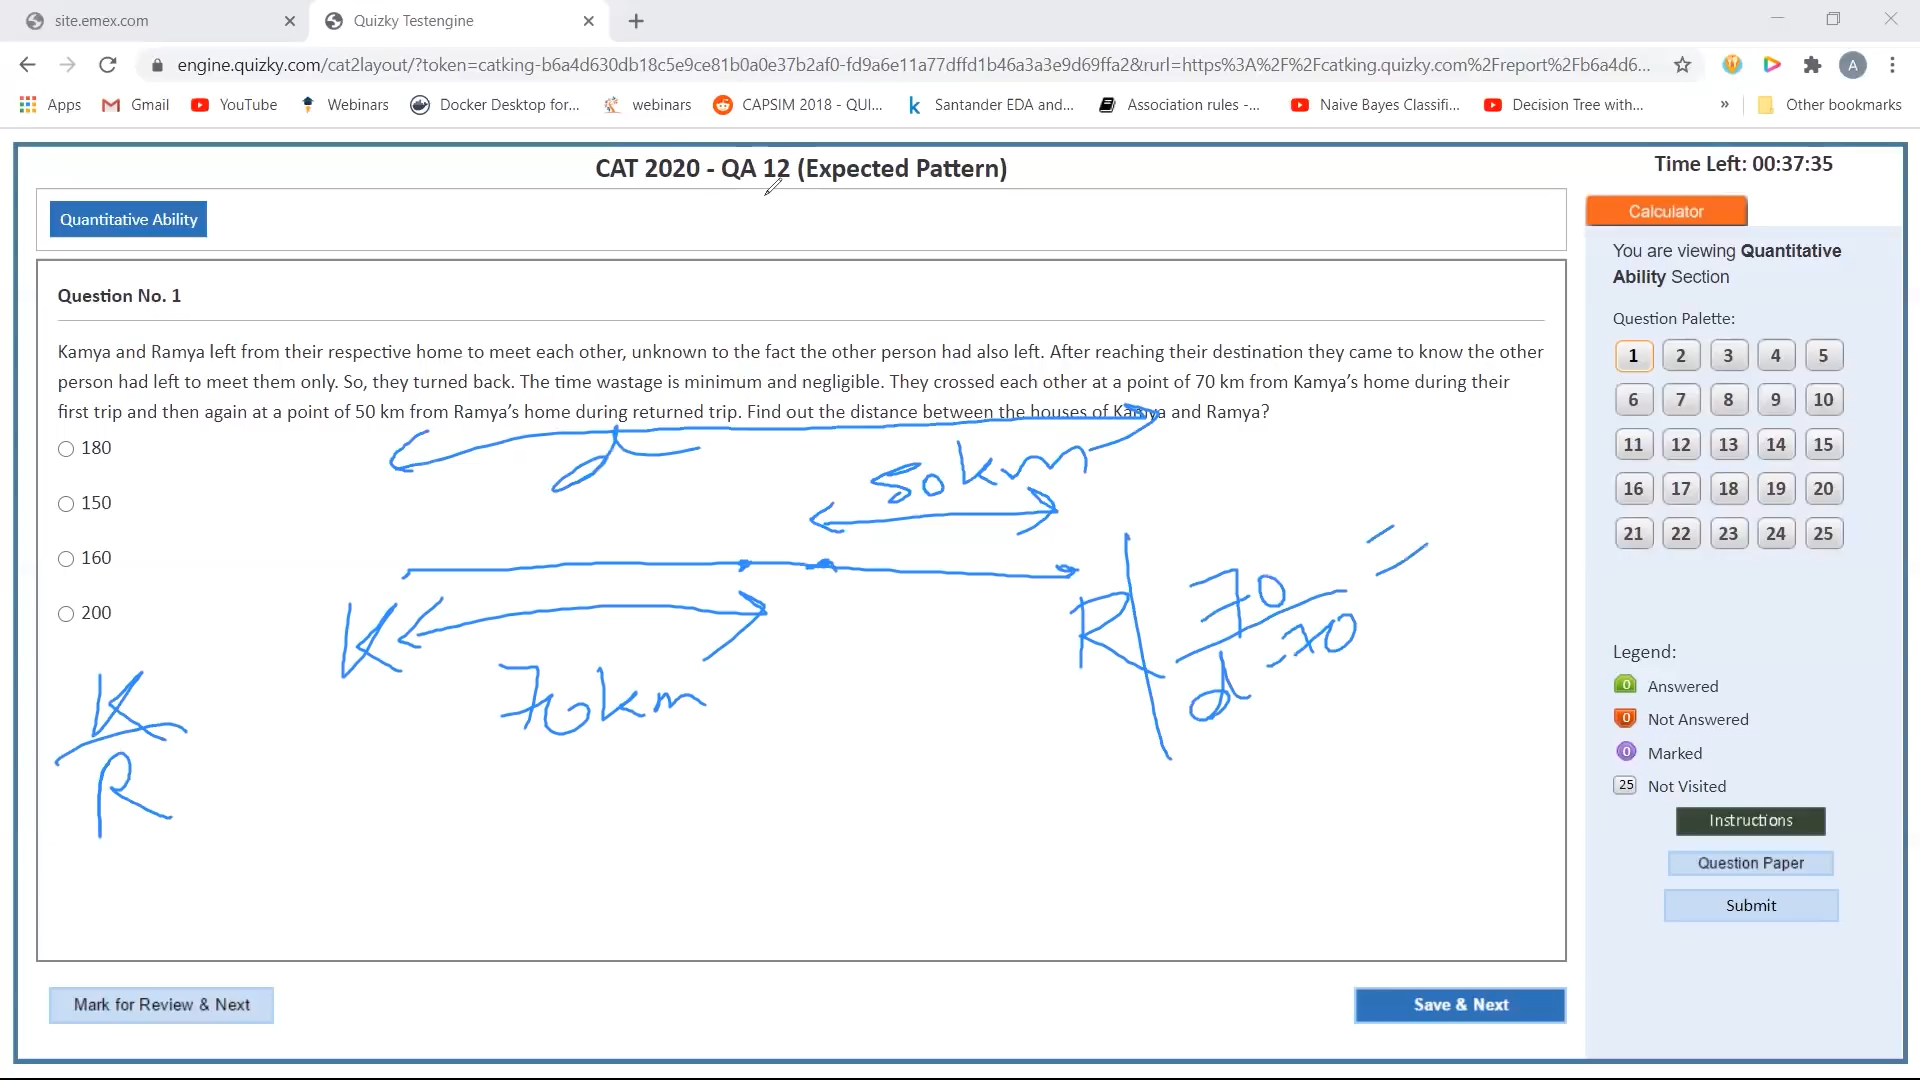 site.emex.com
Quizky Testengine
engine.quizky.com/cat2layout/?token=catking-b6a4d630db18c5e9ce81b0a0e37b2af0-fd9a6e11a77dffd1b46a3a3e9d69ffa2&rurl=https%3A%2F%2Fcatking.quizky.com%2Freport%2Fb6a4d6...
A
Apps Gmail YouTube Webinars Docker Desktop for... webinars CAPSIM 2018 - QUI... Santander EDA and... Association rules -... Naive Bayes Classifi... Decision Tree with... » Other bookmarks
CAT 2020 - QA 12 (Expected Pattern)
Time Left: 00:37:35
Quantitative Ability
Calculator
You are viewing Quantitative
Ability Section
Question No. 1
Question Palette:
Kamya and Ramya left from their respective home to meet each other, unknown to the fact the other person had also left. After reaching their destination they came to know the other
person had left to meet them only. So, they turned back. The time wastage is minimum and negligible. They crossed each other at a point of 70 km from Kamya’s home during their
first trip and then again at a point of 50 km from Ramya’s home during returned trip. Find out the distance between the houses of Kamya and Ramya?
180
150
160
200
d
50km
K
R
70km
70
d-70
=
K
R
1 2 3 4 5
6 7 8 9 10
11 12 13 14 15
16 17 18 19 20
21 22 23 24 25
Legend:
0 Answered
0 Not Answered
0 Marked
25 Not Visited
Instructions
Question Paper
Submit
Mark for Review & Next
Save & Next